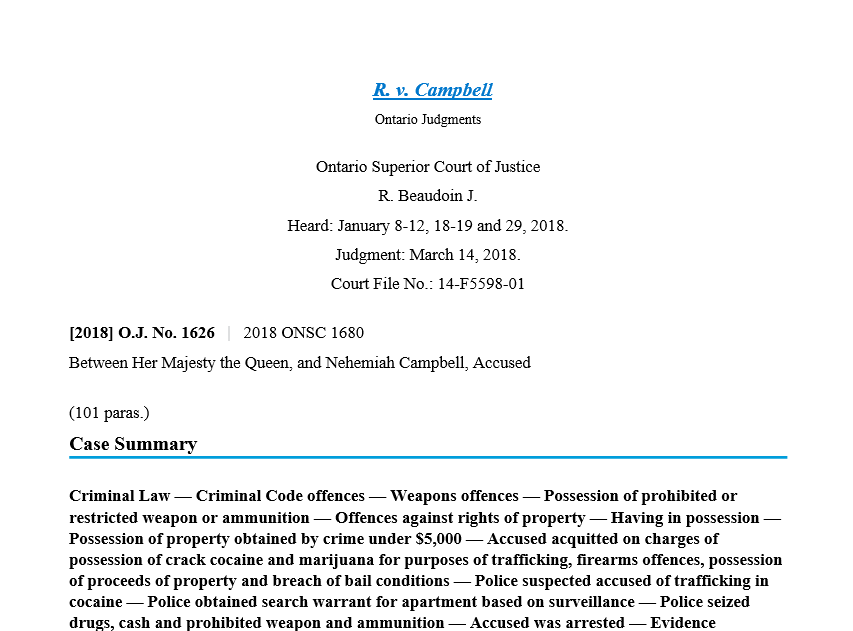 R. v. Campbell
Ontario Judgments
Ontario Superior Court of Justice
R. Beaudoin J.
Heard: January 8-12, 18-19 and 29, 2018.
Judgment: March 14, 2018.
Court File No.: 14-F5598-01
[2018] O.J. No. 1626 | 2018 ONSC 1680
Between Her Majesty the Queen, and Nehemiah Campbell, Accused
(101 paras.)
Case Summary
Criminal Law — Criminal Code offences — Weapons offences — Possession of prohibited or
restricted weapon or ammunition — Offences against rights of property — Having in possession —
Possession of property obtained by crime under $5,000 — Accused acquitted on charges of
possession of crack cocaine and marijuana for purposes of trafficking, firearms offences, possession
of proceeds of property and breach of bail conditions — Police suspected accused of trafficking in
cocaine — Police obtained search warrant for apartment based on surveillance — Police seized
drugs, cash and prohibited weapon and ammunition — Accused was arrested — Evidence